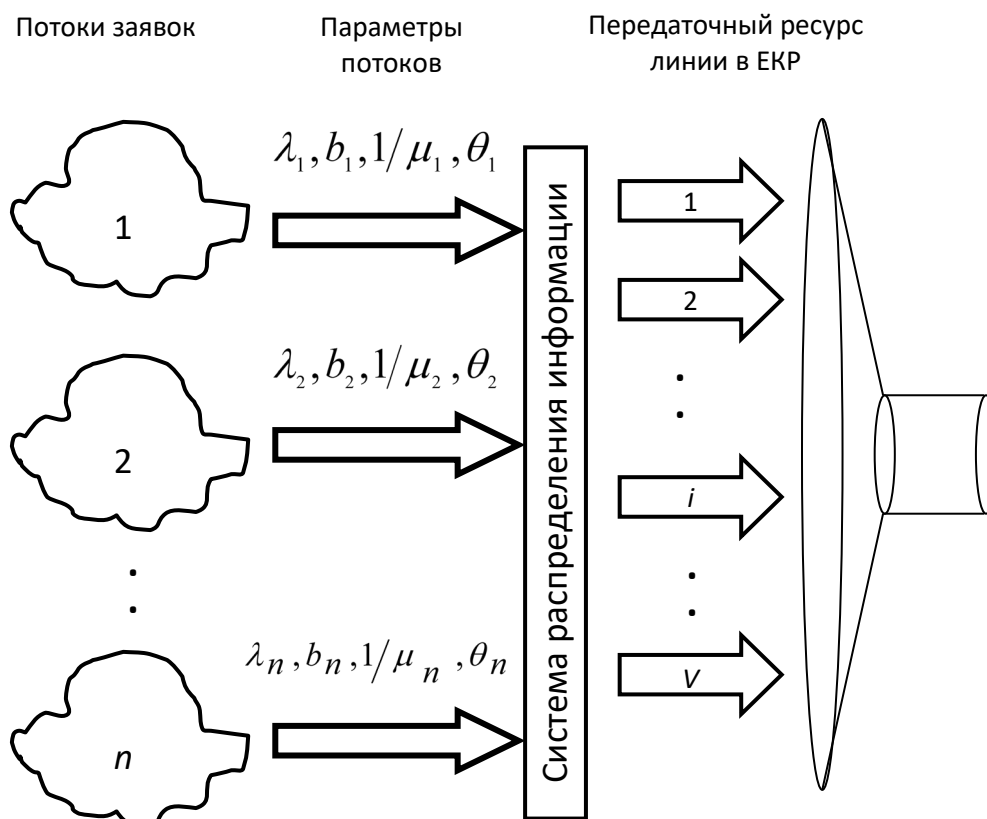 Потоки заявок
Параметры
потоков
Передаточный ресурс
линии в ЕКР
λ₁, b₁, 1/μ₁, θ₁
1
λ₂, b₂, 1/μ₂, θ₂
2
:
λₙ, bₙ, 1/μₙ, θₙ
n
Система распределения информации
1
2
:
i
:
V